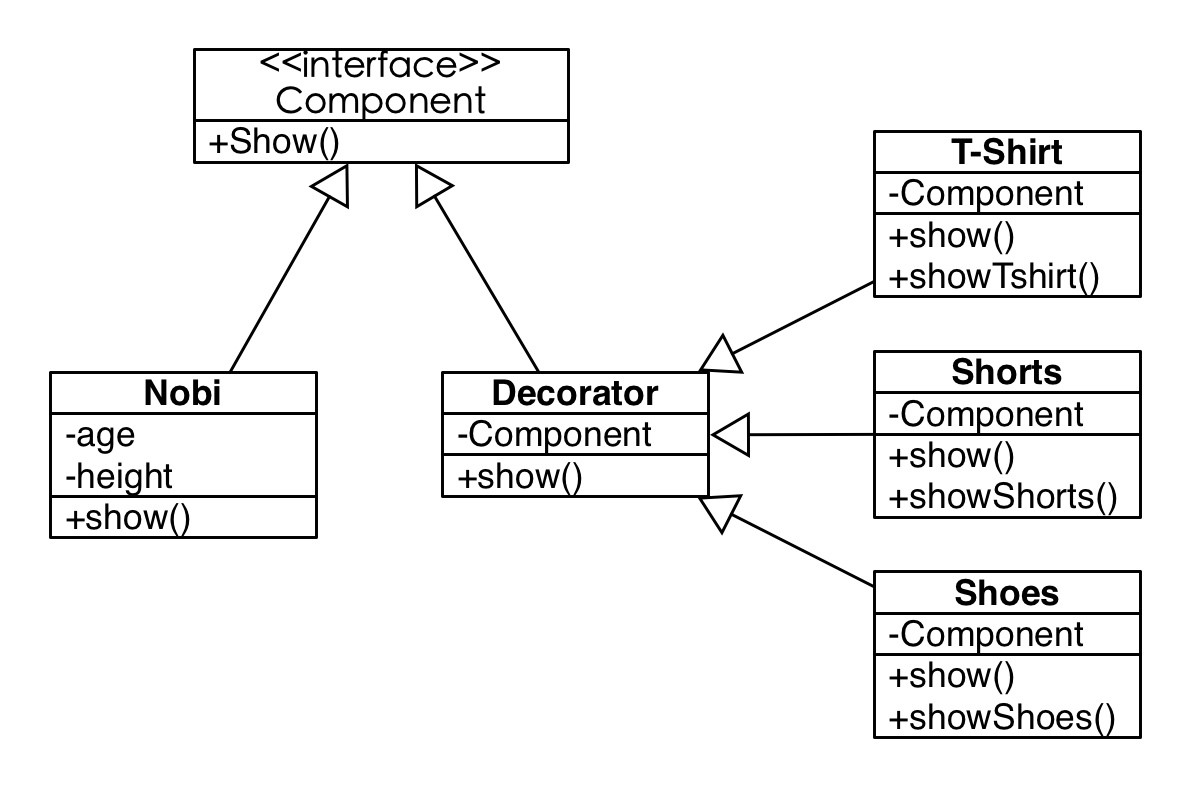 <<interface>>
Component
+Show()
Nobi
-age
-height
+show()
Decorator
-Component
+show()
T-Shirt
-Component
+show()
+showTshirt()
Shorts
-Component
+show()
+showShorts()
Shoes
-Component
+show()
+showShoes()